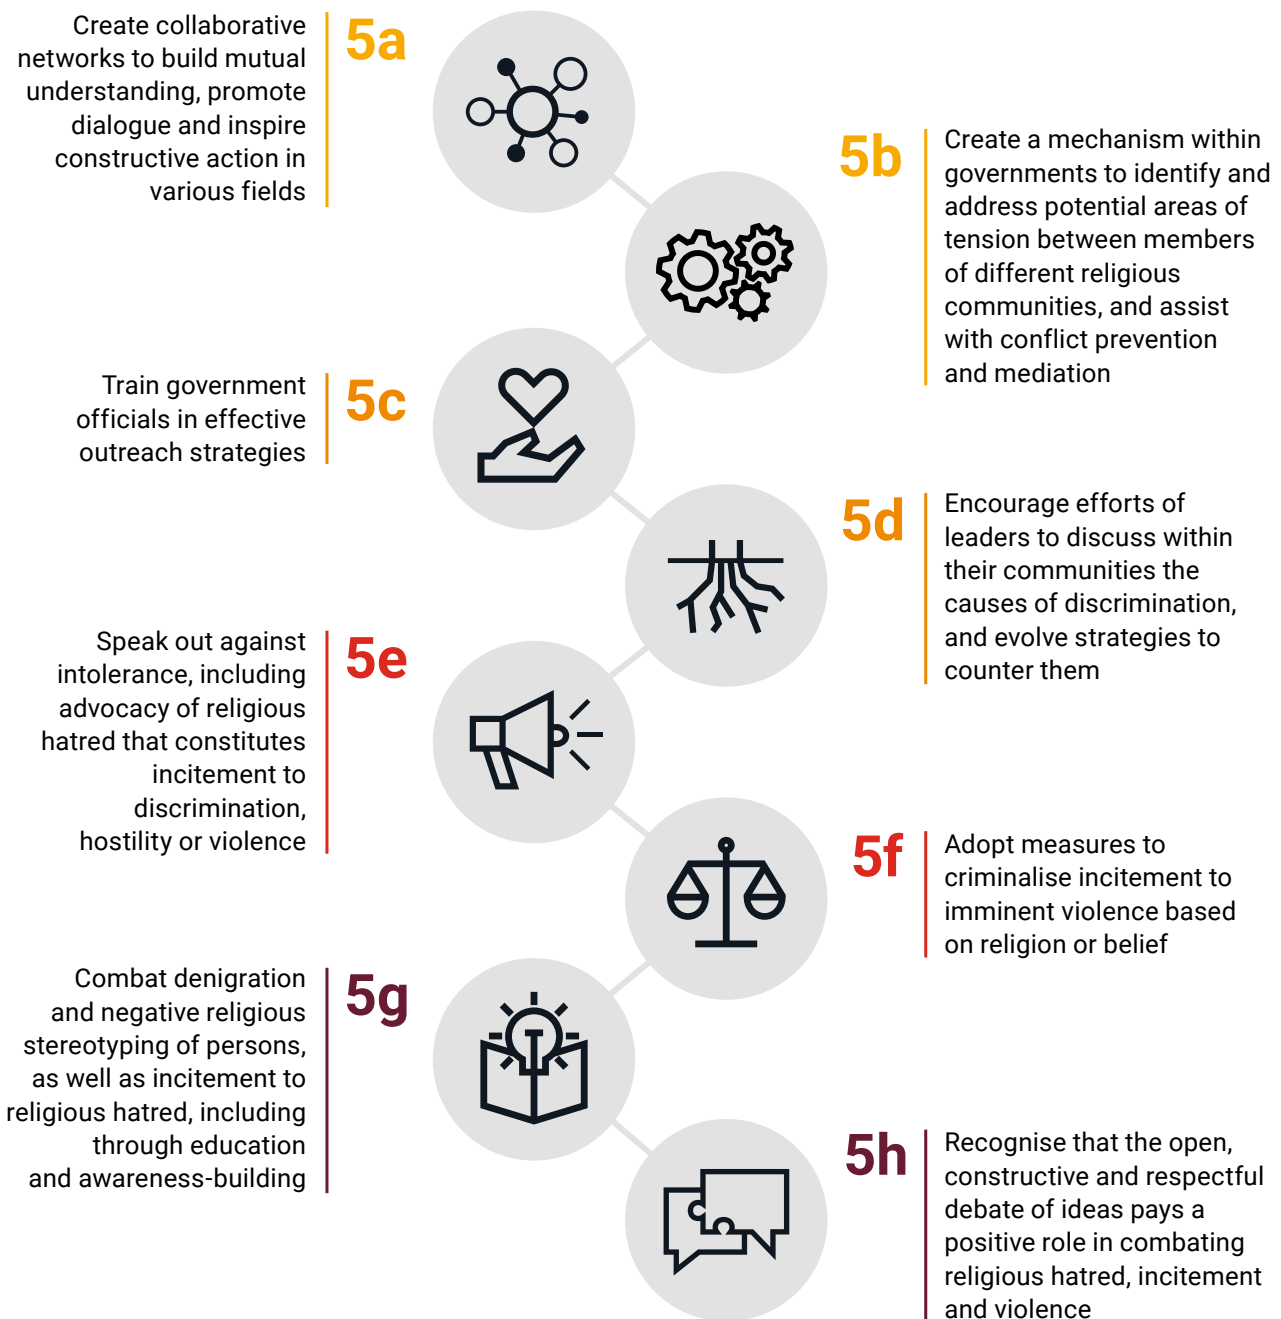 5a
Create collaborative
networks to build mutual
understanding, promote
dialogue and inspire
constructive action in
various fields
5b
Create a mechanism within
governments to identify and
address potential areas of
tension between members
of different religious
communities, and assist
with conflict prevention
and mediation
5c
Train government
officials in effective
outreach strategies
5d
Encourage efforts of
leaders to discuss within
their communities the
causes of discrimination,
and evolve strategies to
counter them
5e
Speak out against
intolerance, including
advocacy of religious
hatred that constitutes
incitement to
discrimination,
hostility or violence
5f
Adopt measures to
criminalise incitement to
imminent violence based
on religion or belief
5g
Combat denigration
and negative religious
stereotyping of persons,
as well as incitement to
religious hatred, including
through education
and awareness-building
5h
Recognise that the open,
constructive and respectful
debate of ideas pays a
positive role in combating
religious hatred, incitement
and violence